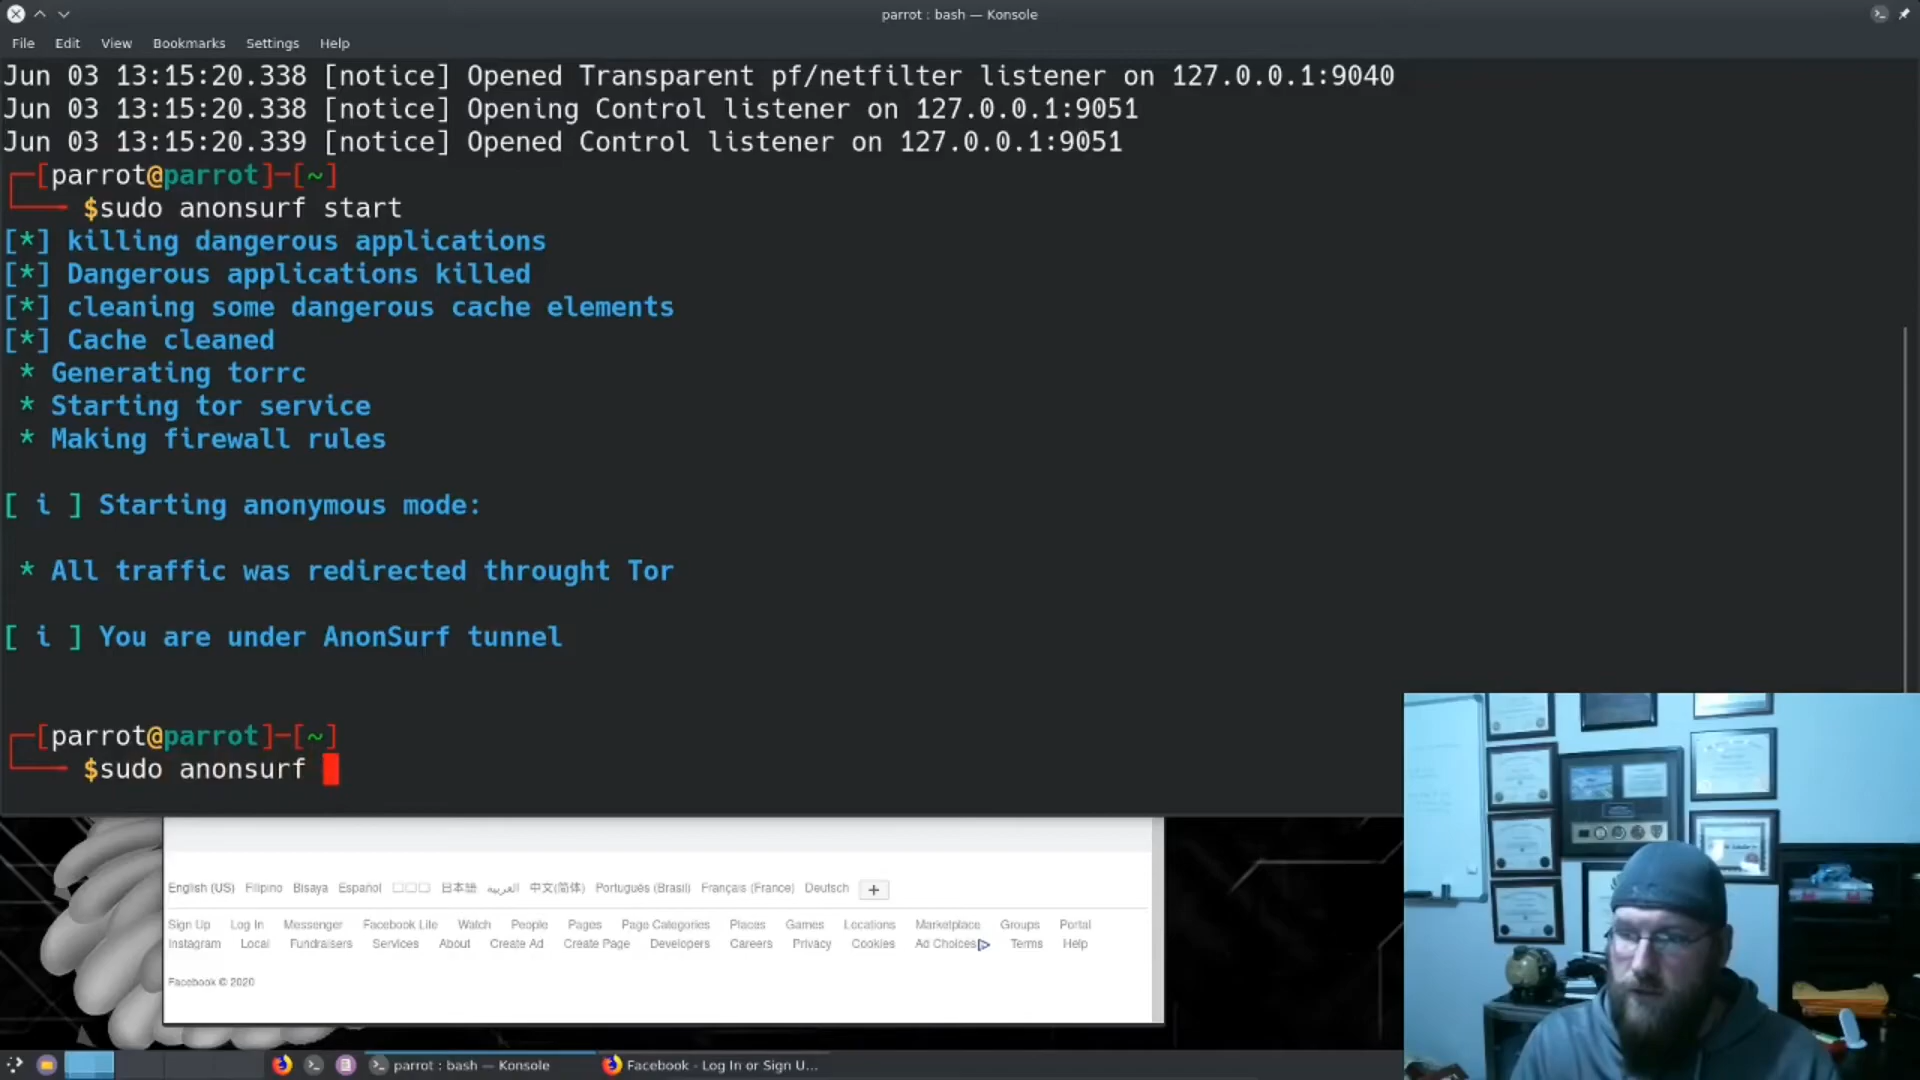 parrot : bash — Konsole
File Edit View Bookmarks Settings Help
Jun 03 13:15:20.338 [notice] Opened Transparent pf/netfilter listener on 127.0.0.1:9040
Jun 03 13:15:20.338 [notice] Opening Control listener on 127.0.0.1:9051
Jun 03 13:15:20.339 [notice] Opened Control listener on 127.0.0.1:9051
[parrot@parrot]-[~]
$sudo anonsurf start
[*] killing dangerous applications
[*] Dangerous applications killed
[*] cleaning some dangerous cache elements
[*] Cache cleaned
* Generating torrc
* Starting tor service
* Making firewall rules
[ i ] Starting anonymous mode:
* All traffic was redirected throught Tor
[ i ] You are under AnonSurf tunnel
[parrot@parrot]-[~]
$sudo anonsurf
English (US) Filipino Bisaya Español □□□ 日本語 العربية 中文(简体) Português (Brasil) Français (France) Deutsch +
Sign Up Log In Messenger Facebook Lite Watch People Pages Page Categories Places Games Locations Marketplace Groups Portal
Instagram Local Fundraisers Services About Create Ad Create Page Developers Careers Privacy Cookies Ad Choices Terms Help
Facebook © 2020
parrot : bash — Konsole
Facebook - Log In or Sign U...